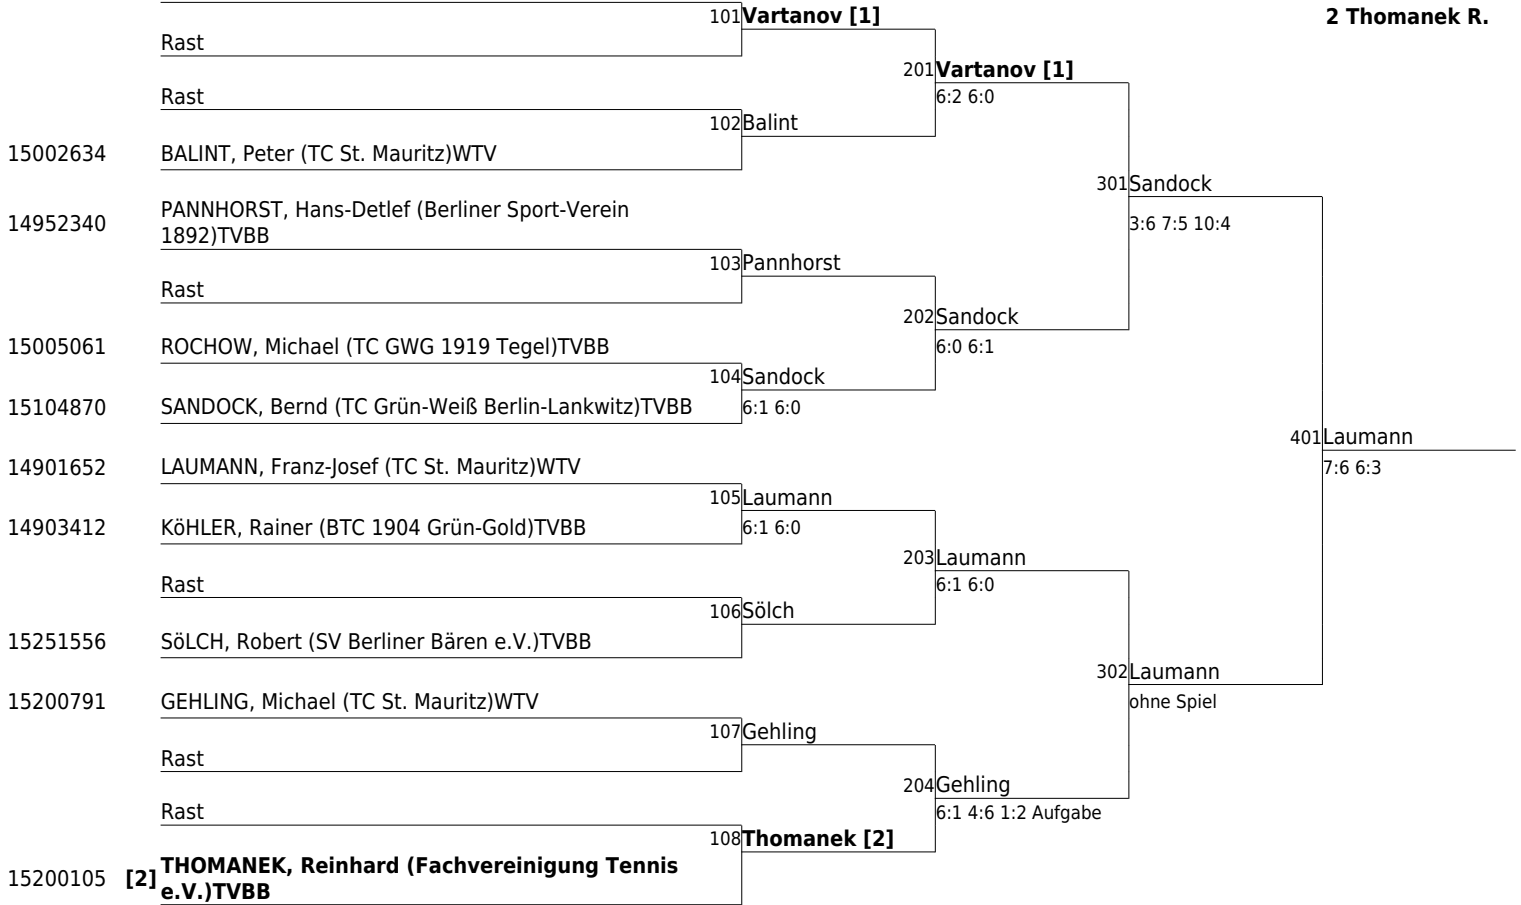 101 Vartanov [1]
2 Thomanek R.
Rast
201 Vartanov [1]
Rast
6:2 6:0
102 Balint
15002634 BALINT, Peter (TC St. Mauritz)WTV
301 Sandock
PANNHORST, Hans-Detlef (Berliner Sport-Verein
14952340
3:6 7:5 10:4
1892)TVBB
103 Pannhorst
Rast
202 Sandock
15005061 ROCHOW, Michael (TC GWG 1919 Tegel)TVBB
6:0 6:1
104 Sandock
15104870 SANDOCK, Bernd (TC Grün-Weiß Berlin-Lankwitz)TVBB
6:1 6:0
401 Laumann
14901652 LAUMANN, Franz-Josef (TC St. Mauritz)WTV
7:6 6:3
105 Laumann
14903412 KöHLER, Rainer (BTC 1904 Grün-Gold)TVBB
6:1 6:0
203 Laumann
Rast
6:1 6:0
106 Sölch
15251556 SöLCH, Robert (SV Berliner Bären e.V.)TVBB
302 Laumann
15200791 GEHLING, Michael (TC St. Mauritz)WTV
ohne Spiel
107 Gehling
Rast
204 Gehling
Rast
6:1 4:6 1:2 Aufgabe
108 Thomanek [2]
THOMANEK, Reinhard (Fachvereinigung Tennis
15200105 [2]
e.V.)TVBB